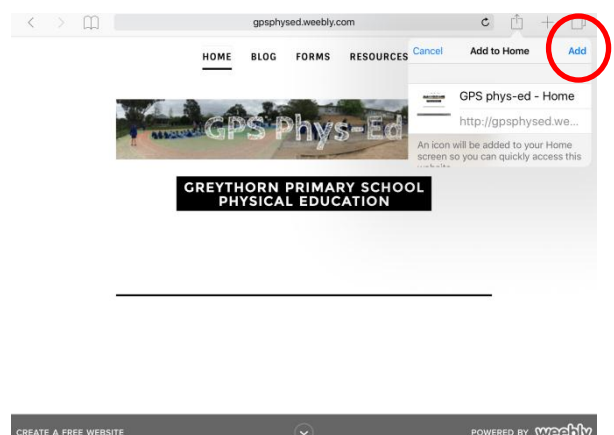 gpsphysed.weebly.com
HOME BLOG FORMS RESOURCES
Cancel Add to Home Add
GPS phys-ed - Home
http://gpsphysed.we...
An icon will be added to your Home
screen so you can quickly access this
website
GPS Phys-Ed
GREYTHORN PRIMARY SCHOOL
PHYSICAL EDUCATION
CREATE A FREE WEBSITE
POWERED BY weebly